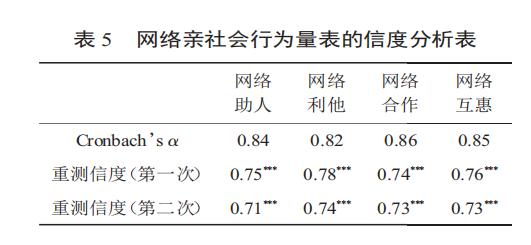 表 5 网络亲社会行为量表的信度分析表
网络 网络 网络 网络
助人 利他 合作 互惠
Cronbach's α 0.84 0.82 0.86 0.85
重测信度(第一次) 0.75*** 0.78*** 0.74*** 0.76***
重测信度(第二次) 0.71*** 0.74*** 0.73*** 0.73***